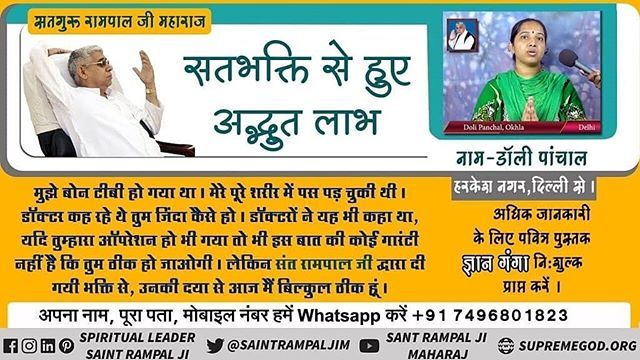 सतगुरू रामपाल जी महाराज
सतभक्ति से हुए
अद्भुत लाभ
Doli Panchal, Okhla
Delhi
नाम-डॉली पांचाल
हरकेश नगर,दिल्ली से।
मुझे बोन टीबी हो गया था। मेरे पूरे शरीर में पस पड़ चुकी थी।
डॉक्टर कह रहे थे तुम जिंदा कैसे हो। डॉक्टरों ने यह भी कहा था,
यदि तुम्हारा ऑपरेशन हो भी गया तो भी इस बात की कोई गारंटी
नहीं है कि तुम ठीक हो जाओगी। लेकिन संत रामपाल जी द्वारा दी
गयी भक्ति से, उनकी दया से आज मैं बिल्कुल ठीक हूं।
अधिक जानकारी
के लिए पवित्र पुस्तक
ज्ञान गंगा नि:शुल्क
प्राप्त करें।
अपना नाम, पूरा पता, मोबाइल नंबर हमें Whatsapp करें +91 7496801823
SPIRITUAL LEADER
SAINT RAMPAL JI
@SAINTRAMPALJIM
SANT RAMPAL JI
MAHARAJ
SUPREMEGOD.ORG